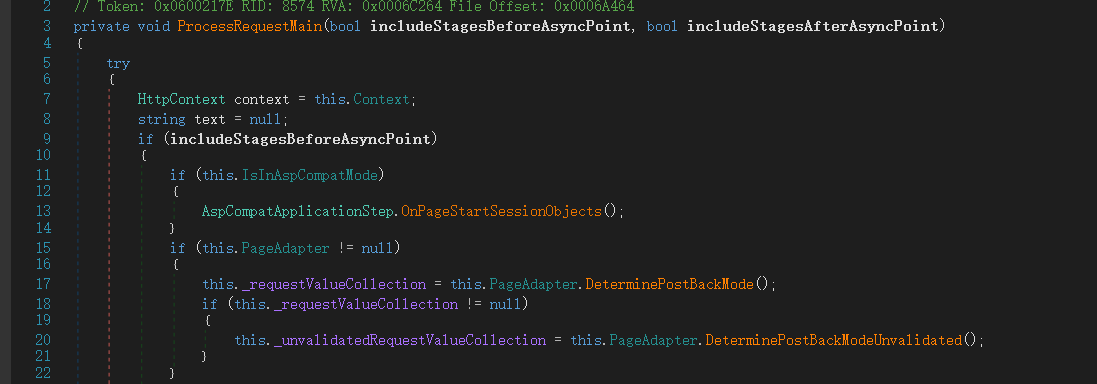 2 // Token: 0x0600217E RID: 8574 RVA: 0x0006C264 File Offset: 0x0006A464
3 private void ProcessRequestMain(bool includeStagesBeforeAsyncPoint, bool includeStagesAfterAsyncPoint)
4 {
5 try
6 {
7 HttpContext context = this.Context;
8 string text = null;
9 if (includeStagesBeforeAsyncPoint)
10 {
11 if (this.IsInAspCompatMode)
12 {
13 AspCompatApplicationStep.OnPageStartSessionObjects();
14 }
15 if (this.PageAdapter != null)
16 {
17 this._requestValueCollection = this.PageAdapter.DeterminePostBackMode();
18 if (this._requestValueCollection != null)
19 {
20 this._unvalidatedRequestValueCollection = this.PageAdapter.DeterminePostBackModeUnvalidated();
21 }
22 }